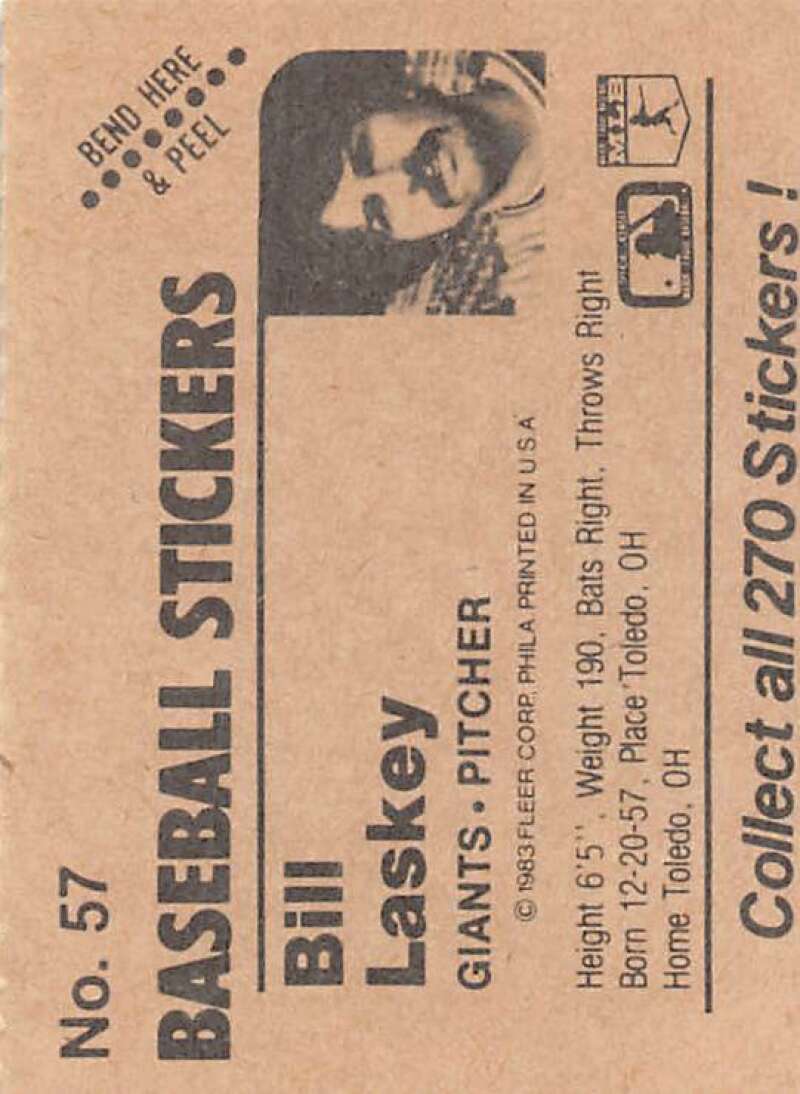 No. 57
BEND HERE
& PEEL
BASEBALL STICKERS
Bill
Laskey
GIANTS • PITCHER
© 1983 FLEER CORP. PHILA PRINTED IN U.S.A
Height 6'5", Weight 190, Bats Right, Throws Right
Born 12-20-57, Place Toledo, OH
Home Toledo, OH
MLB
Collect all 270 Stickers!